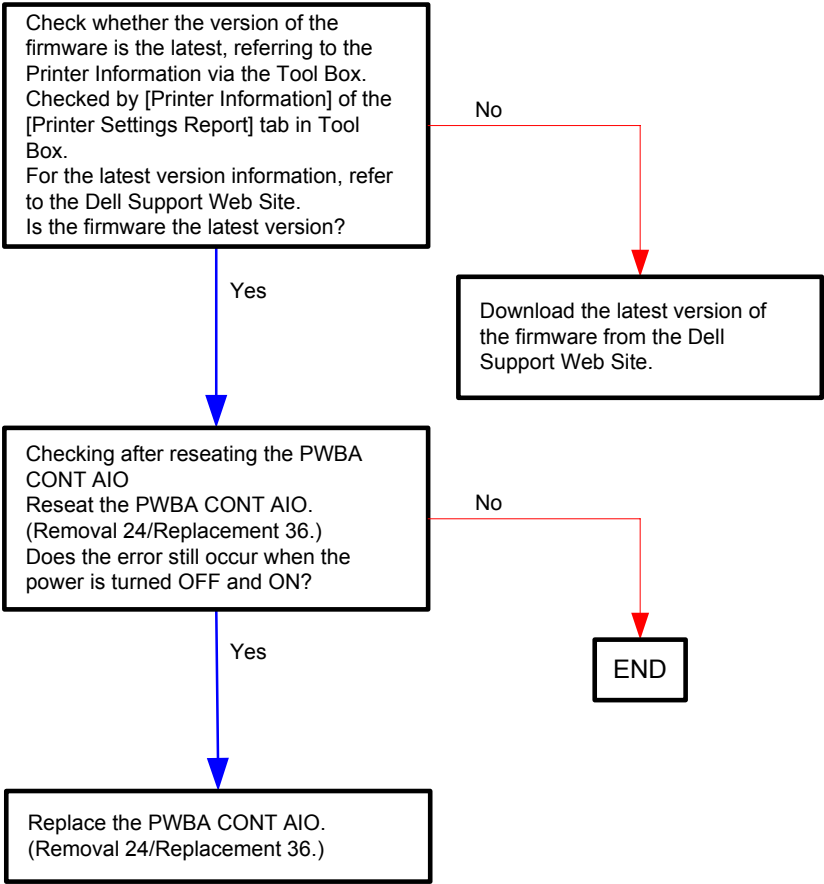 Check whether the version of the
firmware is the latest, referring to the
Printer Information via the Tool Box.
Checked by [Printer Information] of the
[Printer Settings Report] tab in Tool
Box.
For the latest version information, refer
to the Dell Support Web Site.
Is the firmware the latest version?
No
Yes
Download the latest version of
the firmware from the Dell
Support Web Site.
Checking after reseating the PWBA
CONT AIO
Reseat the PWBA CONT AIO.
(Removal 24/Replacement 36.)
Does the error still occur when the
power is turned OFF and ON?
No
Yes
END
Replace the PWBA CONT AIO.
(Removal 24/Replacement 36.)